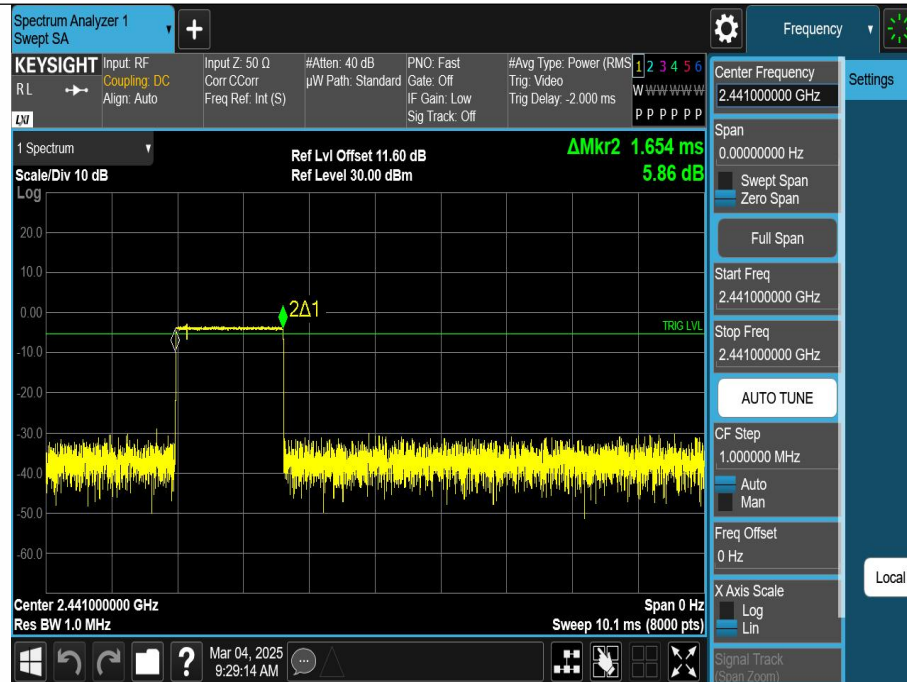 Spectrum Analyzer 1
Swept SA
+
Frequency
KEYSIGHT
R L
LXI
Input: RF
Coupling: DC
Align: Auto
Input Z: 50 Ω
Corr CCorr
Freq Ref: Int (S)
#Atten: 40 dB
µW Path: Standard
PNO: Fast
Gate: Off
IF Gain: Low
Sig Track: Off
#Avg Type: Power (RMS
Trig: Video
Trig Delay: -2.000 ms
1 2 3 4 5 6
W W W W W W
P P P P P P
1 Spectrum
Scale/Div 10 dB
Log
Ref Lvl Offset 11.60 dB
Ref Level 30.00 dBm
ΔMkr2 1.654 ms
5.86 dB
20.0
10.0
0.00
-10.0
-20.0
-30.0
-40.0
-50.0
-60.0
2Δ1
TRIG LVL
Center 2.441000000 GHz
Res BW 1.0 MHz
Span 0 Hz
Sweep 10.1 ms (8000 pts)
?
Mar 04, 2025
9:29:14 AM
Center Frequency
2.441000000 GHz
Settings
Span
0.00000000 Hz
Swept Span
Zero Span
Full Span
Start Freq
2.441000000 GHz
Stop Freq
2.441000000 GHz
AUTO TUNE
CF Step
1.000000 MHz
Auto
Man
Freq Offset
0 Hz
Local
X Axis Scale
Log
Lin
Signal Track
(Span Zoom)